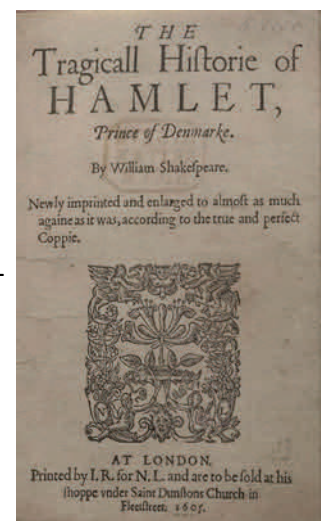 THE
Tragicall Hiſtorie of
HAMLET,
Prince of Denmarke.
By William Shakeſpeare.
Newly imprinted and enlarged to almoſt as much
againe as it was, according to the true and perfect
Coppie.
AT LONDON,
Printed by I. R. for N. L. and are to be ſold at his
ſhoppe vnder Saint Dunſtons Church in
Fleetſtreet. 1605.